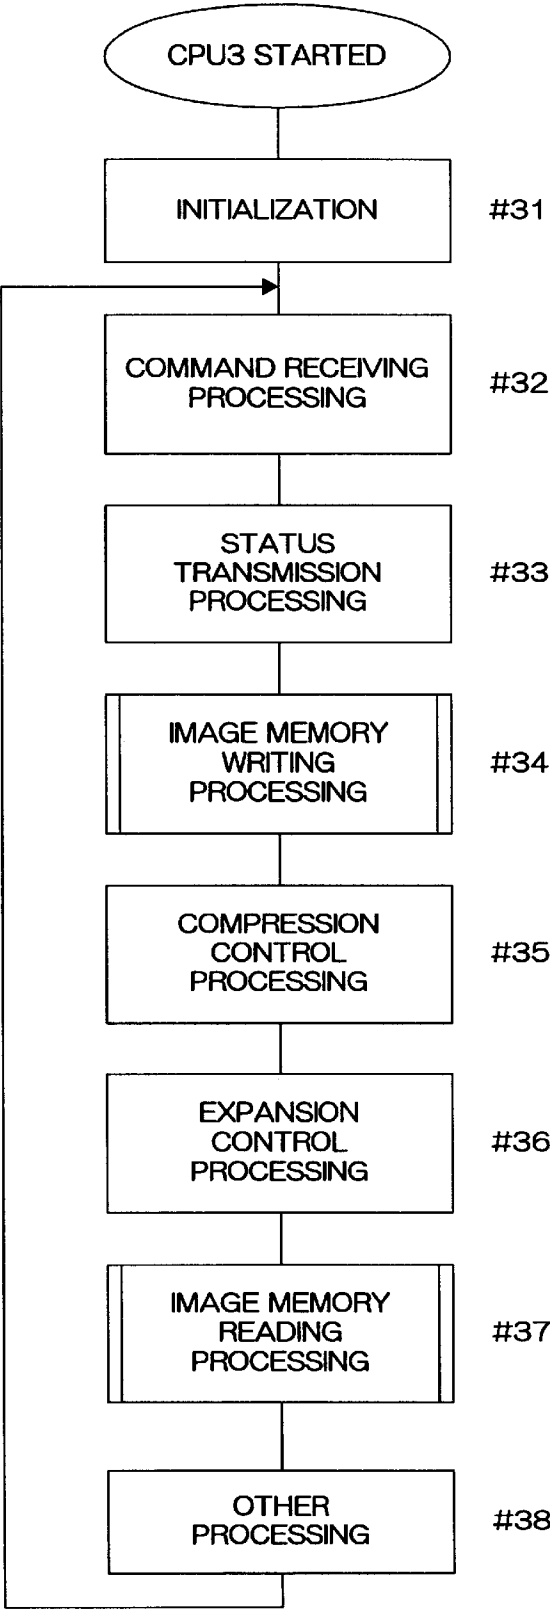 CPU3 STARTED
INITIALIZATION
#31
COMMAND RECEIVING
PROCESSING
#32
STATUS
TRANSMISSION
PROCESSING
#33
IMAGE MEMORY
WRITING
PROCESSING
#34
COMPRESSION
CONTROL
PROCESSING
#35
EXPANSION
CONTROL
PROCESSING
#36
IMAGE MEMORY
READING
PROCESSING
#37
OTHER
PROCESSING
#38